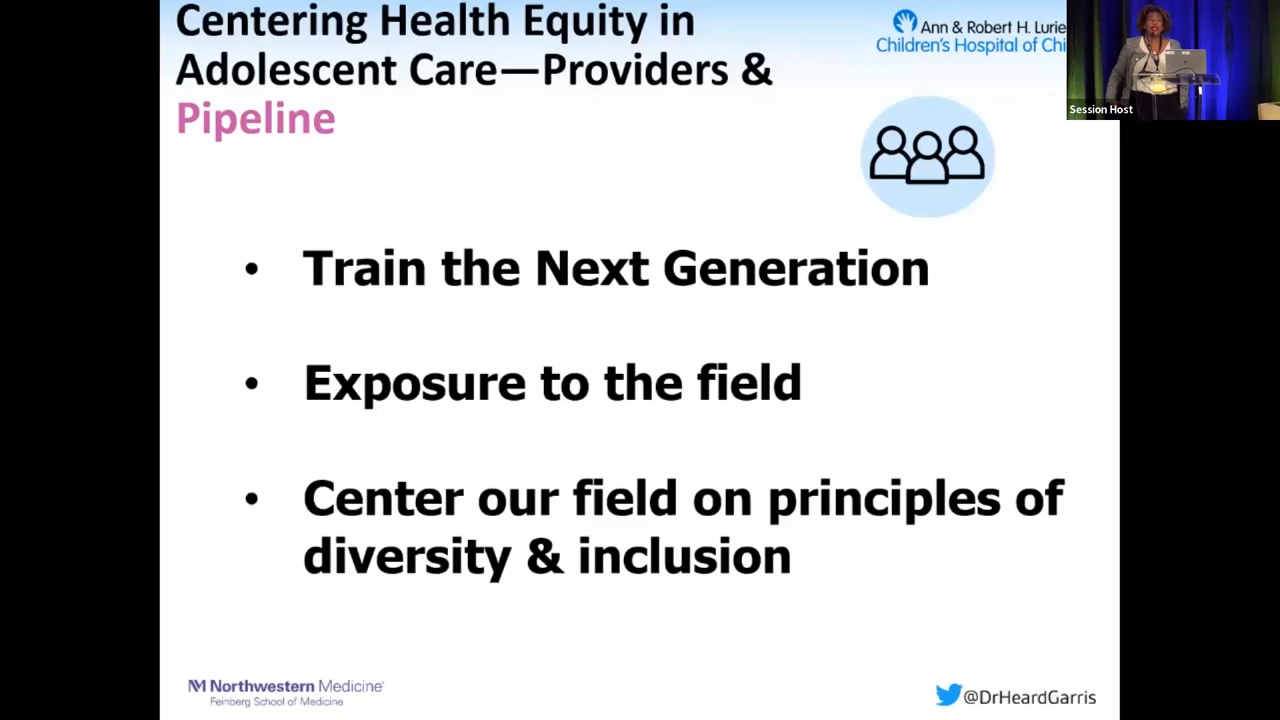 Centering Health Equity in
Adolescent Care—Providers &
Pipeline
Ann & Robert H. Lurie
Children's Hospital of Chi
Session Host
• Train the Next Generation
• Exposure to the field
• Center our field on principles of
diversity & inclusion
M Northwestern Medicine®
Feinberg School of Medicine
@DrHeardGarris